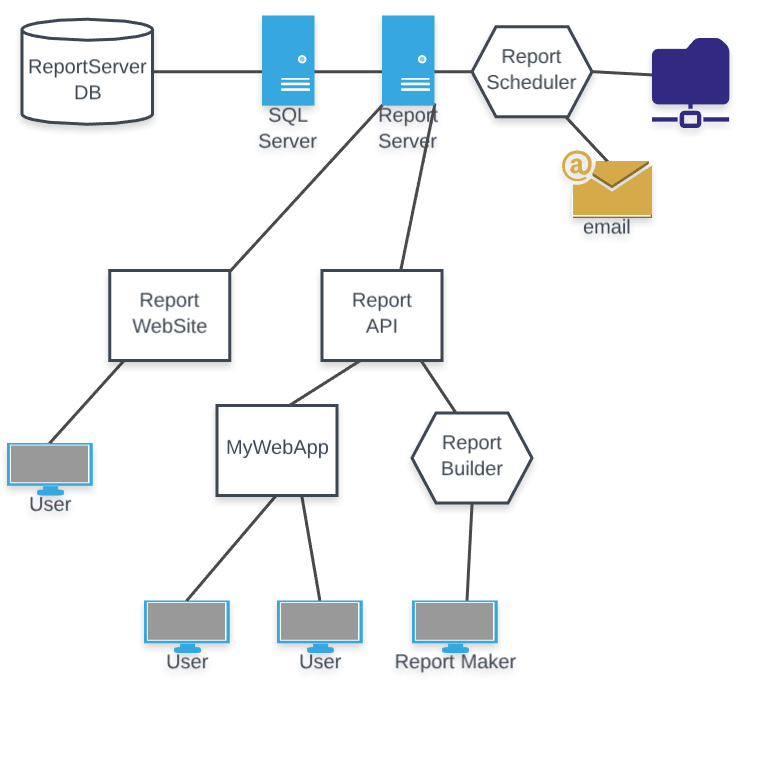 ReportServer
DB
SQL
Server
Report
Server
Report
Scheduler
@
email
Report
WebSite
Report
API
MyWebApp
Report
Builder
User
User
User
Report Maker